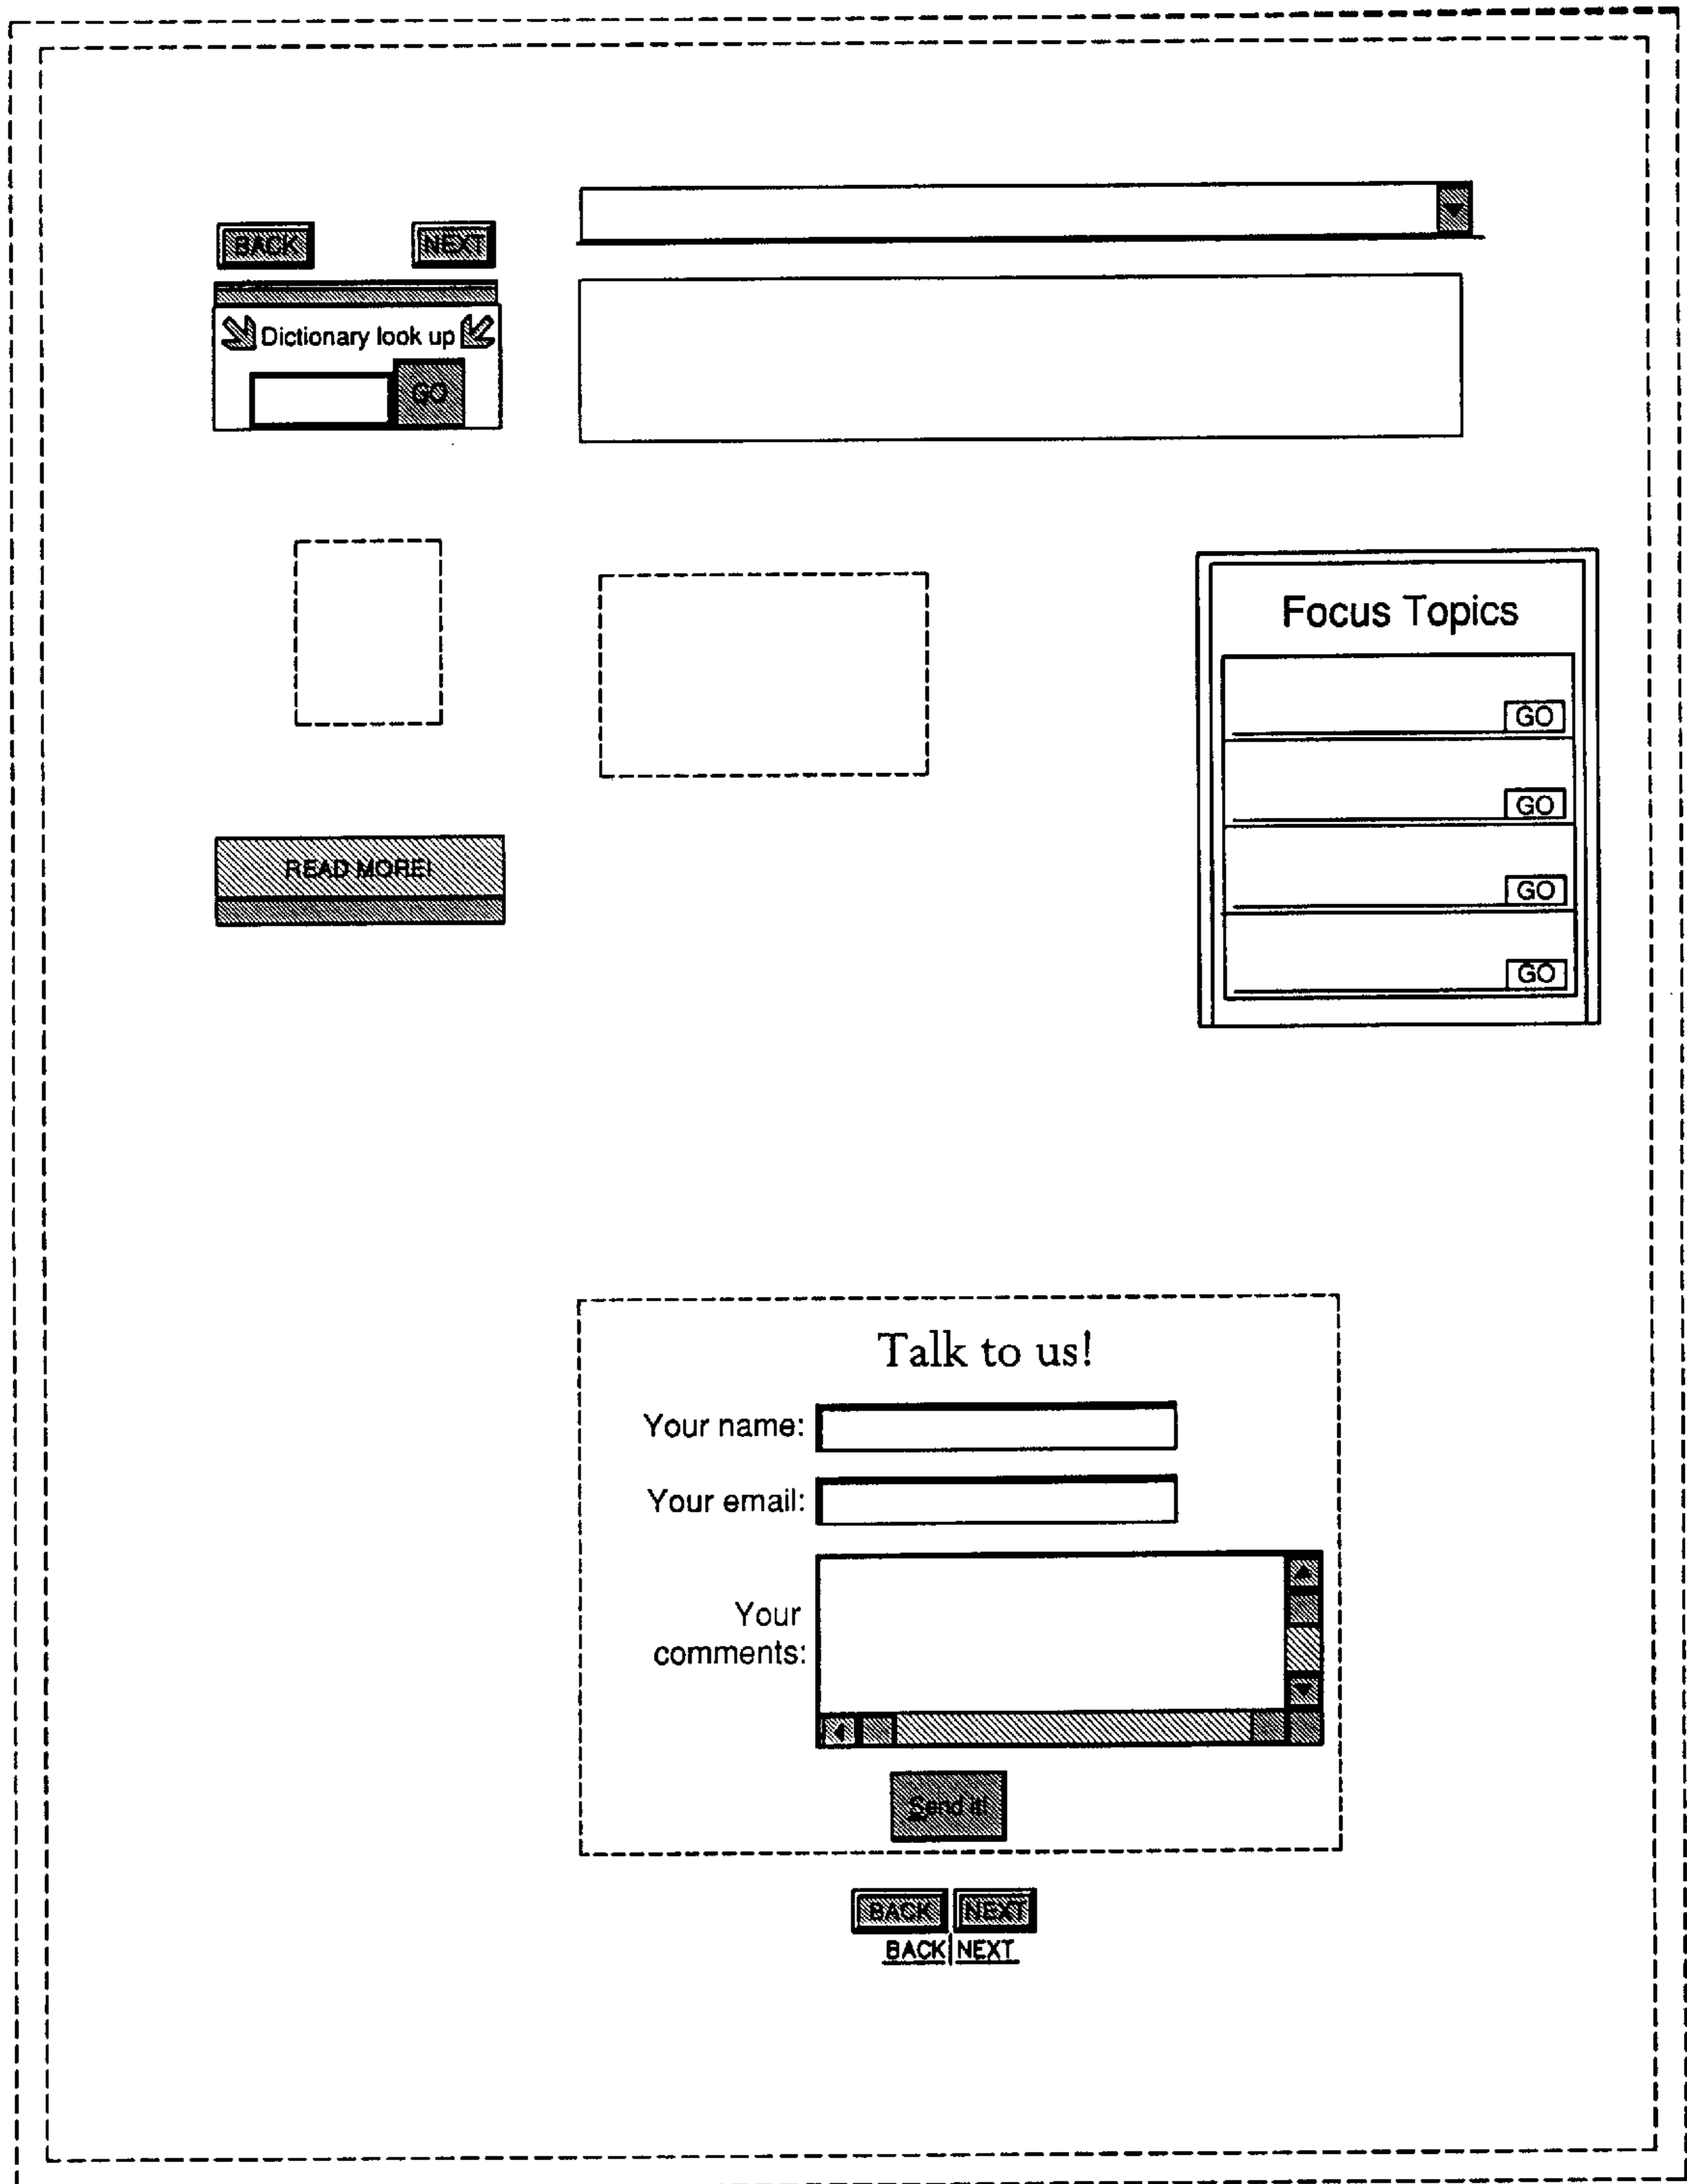 BACK
NEXT
Dictionary look up
GO
Focus Topics
GO
GO
GO
GO
READ MORE!
Talk to us!
Your name:
Your email:
Your
comments:
Send it!
BACK NEXT
BACK|NEXT